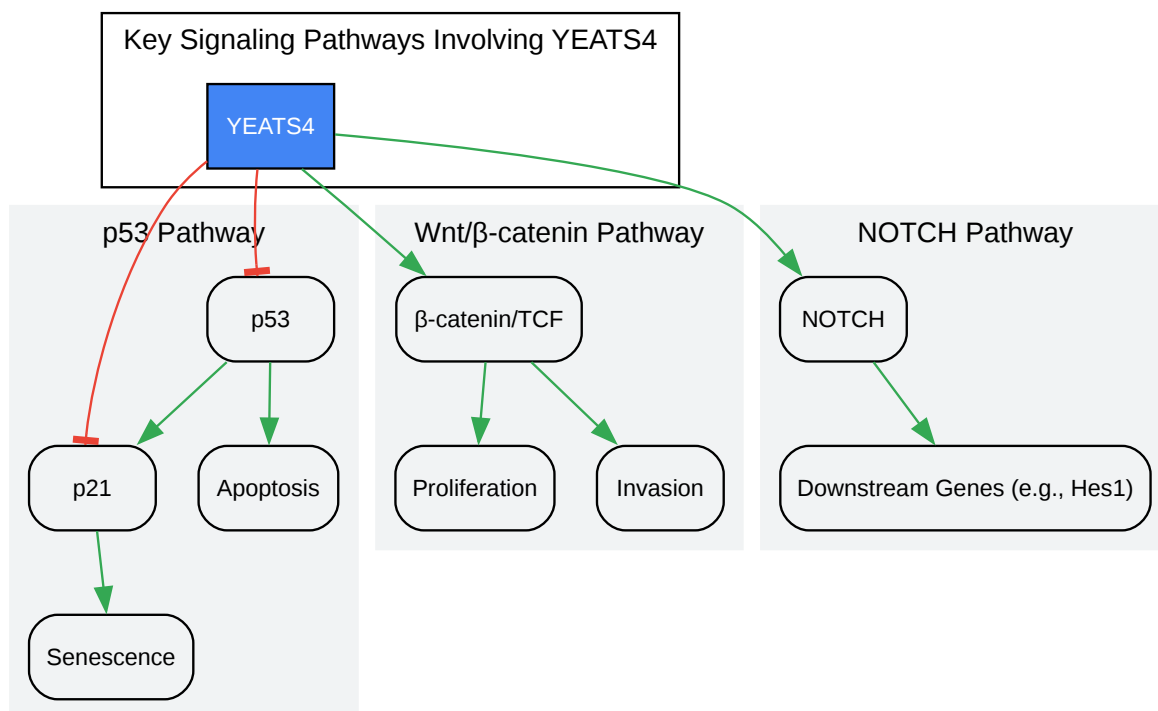 Key Signaling Pathways Involving YEATS4
YEATS4
p53 Pathway
Wnt/β-catenin Pathway
NOTCH Pathway
p53
β-catenin/TCF
NOTCH
p21
Apoptosis
Proliferation
Invasion
Downstream Genes (e.g., Hes1)
Senescence